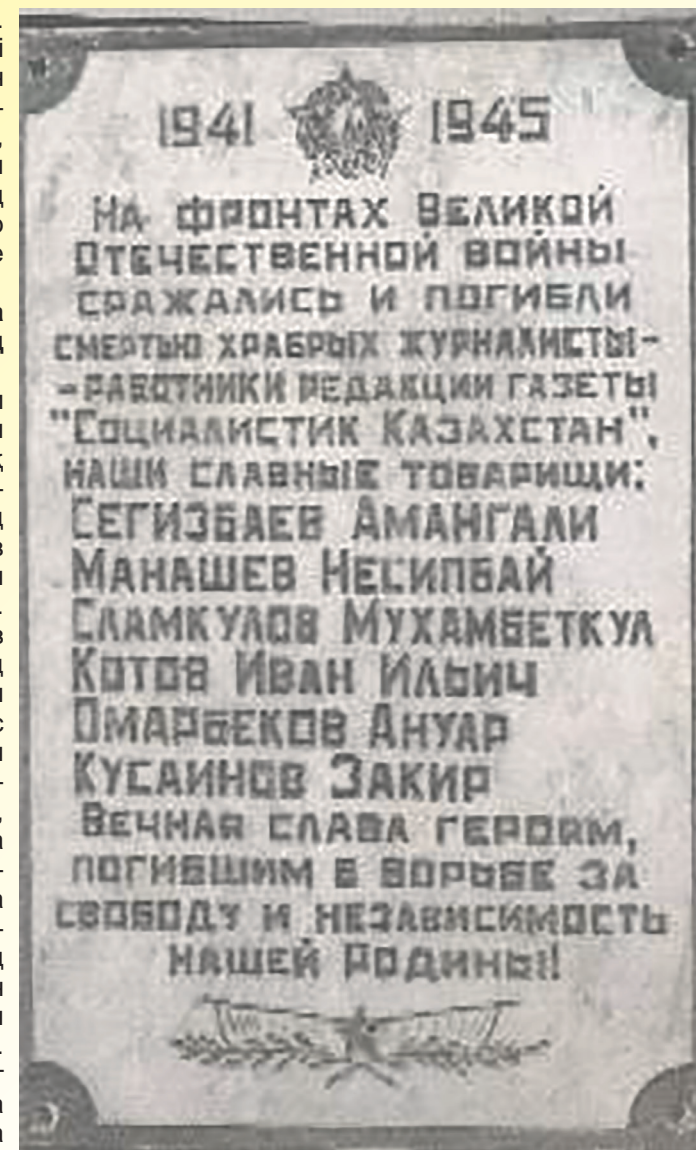 1941 1945
На фронтах Великой
Отечественной войны
сражались и погибли
смертью храбрых журналисты-
-работники редакции газеты
"Социалистик Казахстан",
наши славные товарищи:
Сегизбаев Амангали
Манашев Несипбай
Сламкулов Мухамбеткул
Котов Иван Ильич
Омарбеков Ануар
Кусаинов Закир
Вечная слава героям,
погибшим в борьбе за
свободу и независимость
нашей Родины!